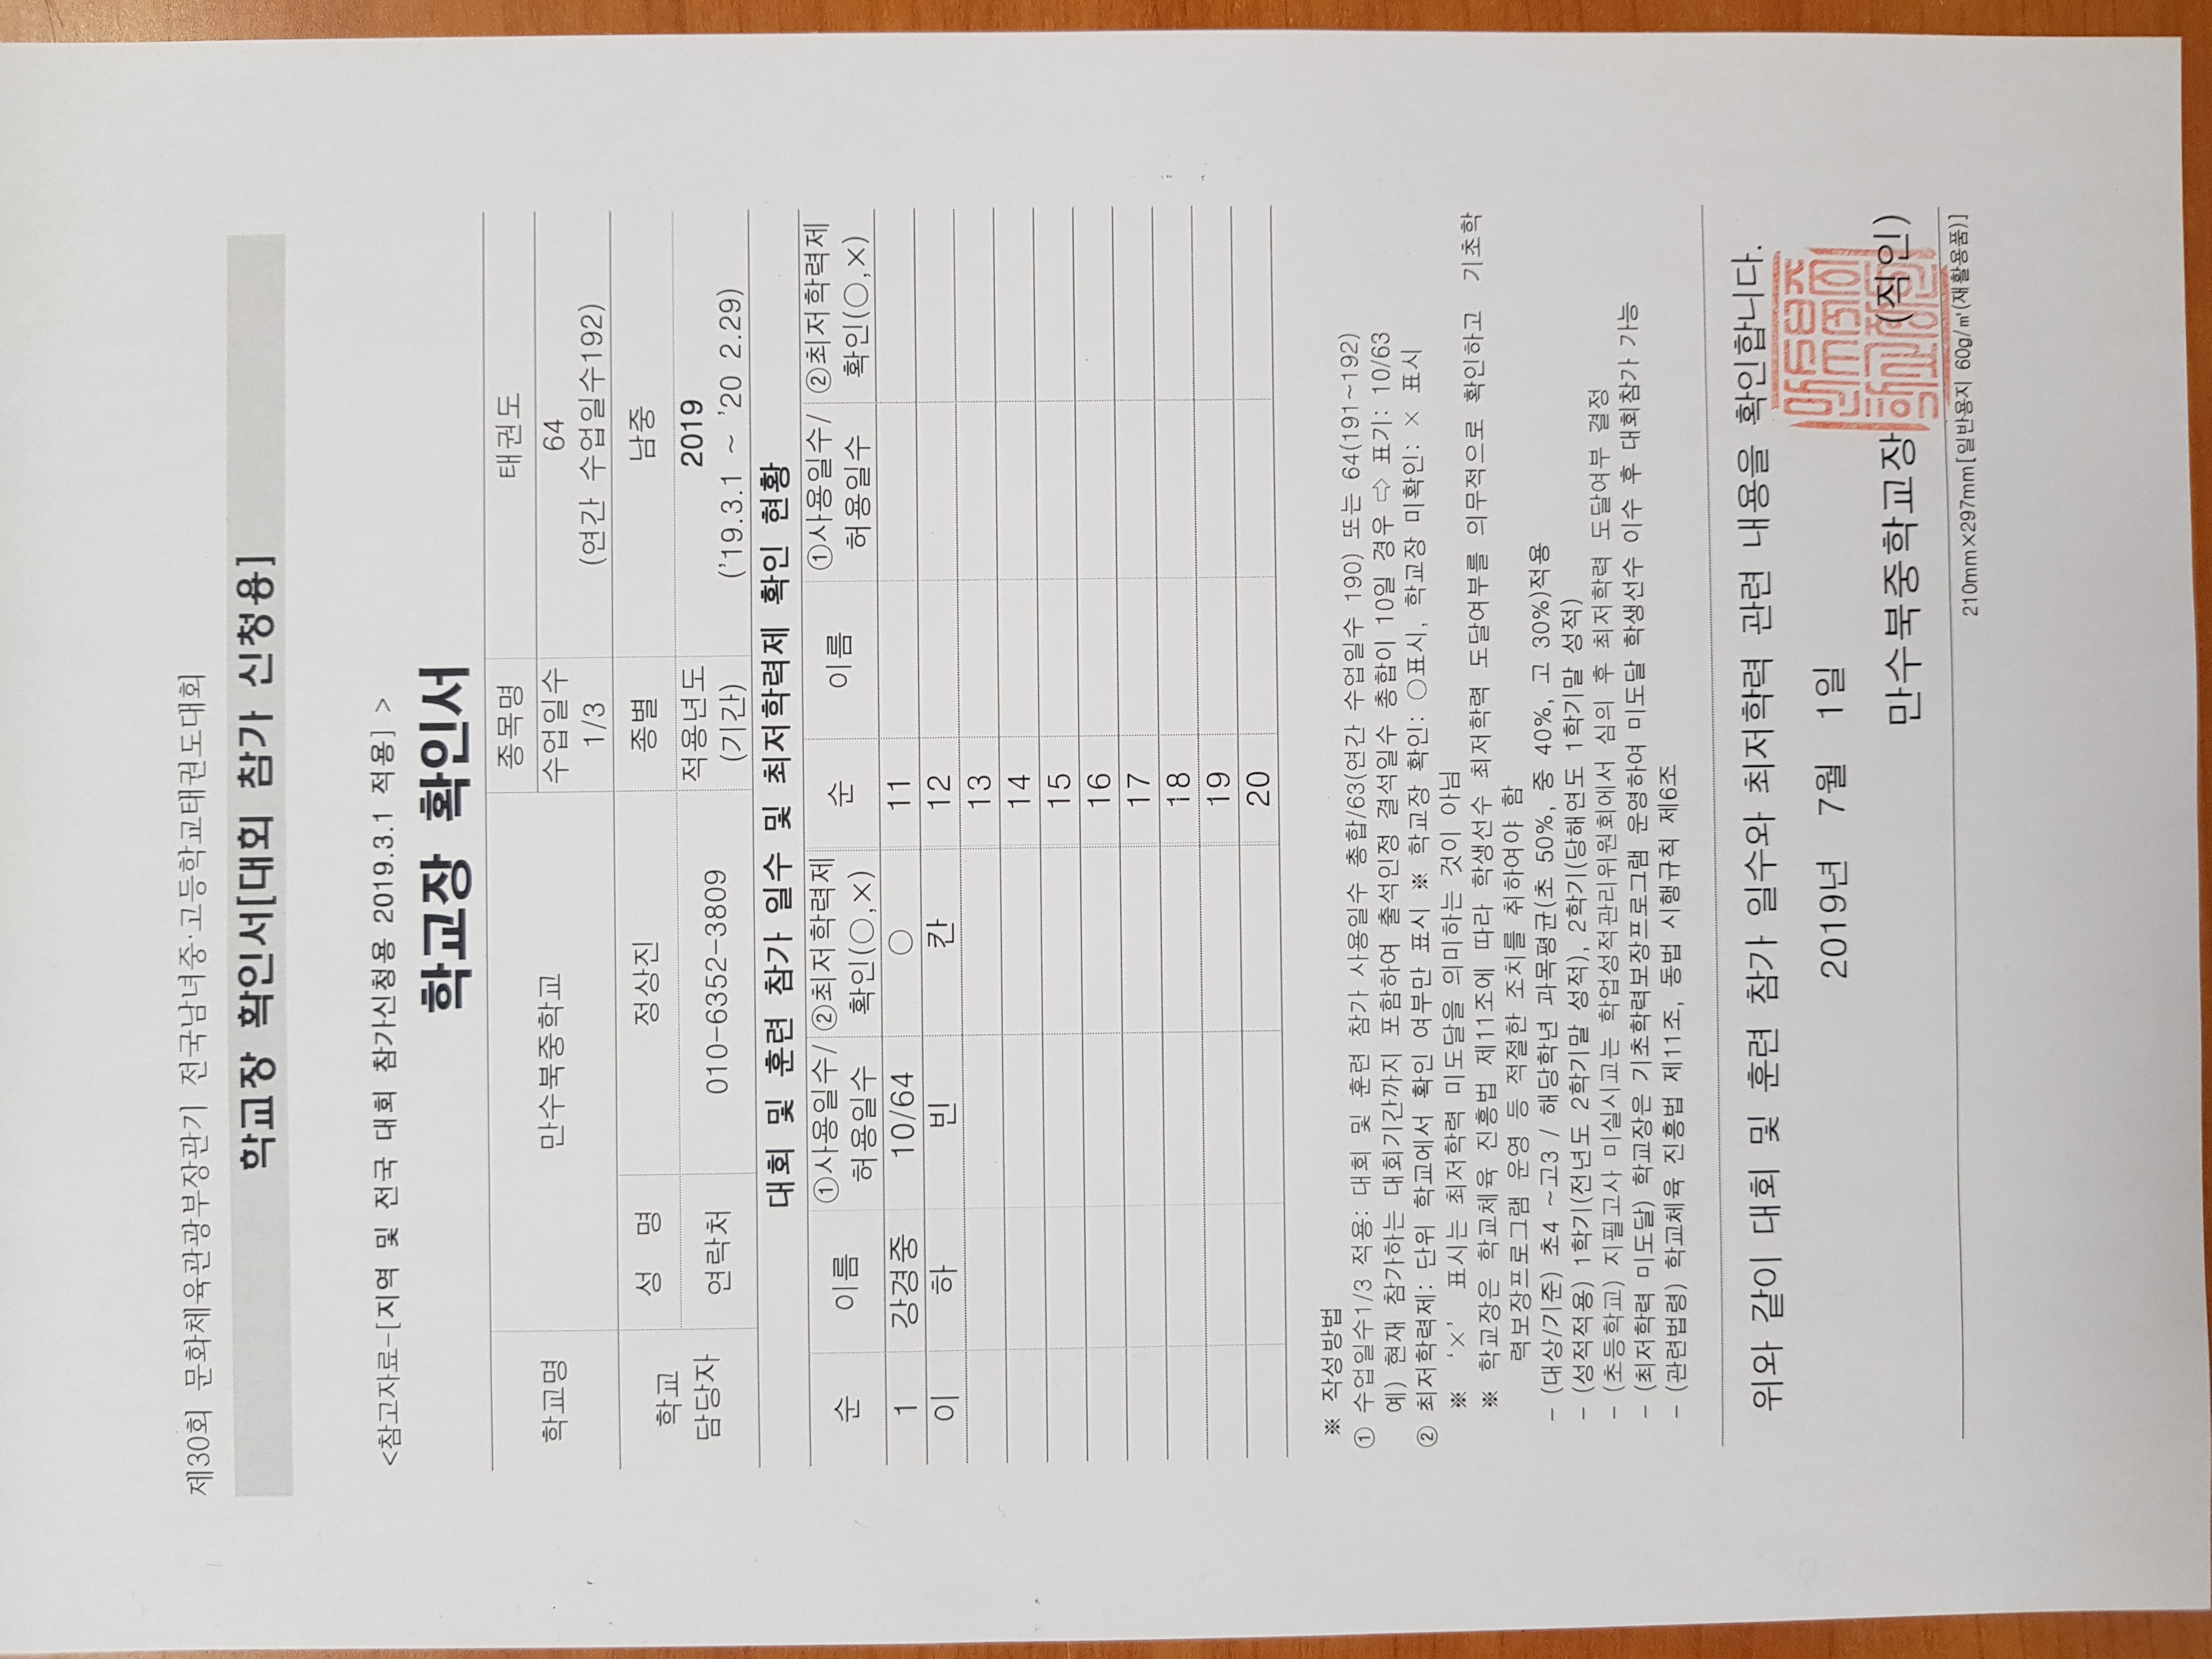 제30회 문화체육관광부장관기 전국남녀중·고등학교태권도대회
학교장 확인서[대회 참가 신청용]
<참고자료-[지역 및 전국 대회 참가신청용 2019.3.1 적용] >
학교장 확인서
학교명 만수북중학교 종목명 태권도
수업일수 1/3 64 (연간 수업일수192)
학교 담당자 성 명 정상진 종별 남중
연락처 010-6352-3809 적용년도 (기간) 2019 ('19.3.1 ~ '20 2.29)
대회 및 훈련 참가 일수 및 최저학력제 확인 현황
순 이름 ①사용일수/ 허용일수 ②최저학력제 확인(○,×) 순 이름 ①사용일수/ 허용일수 ②최저학력제 확인(○,×)
1 강경중 10/64 ○ 11
이 하 빈 칸 12
13
14
15
16
17
18
19
20
※ 작성방법
① 수업일수1/3 적용: 대회 및 훈련 참가 사용일수 총합/63(연간 수업일수 190) 또는 64(191~192)
예) 현재 참가하는 대회기간까지 포함하여 출석인정 결석일수 총합이 10일 경우 ⇨ 표기: 10/63
② 최저학력제: 단위 학교에서 확인 여부만 표시 ※ 학교장 확인: ○표시, 학교장 미확인: × 표시
※ '×' 표시는 최저학력 미도달을 의미하는 것이 아님
※ 학교장은 학교체육 진흥법 제11조에 따라 학생선수 최저학력 도달여부를 의무적으로 확인하고 기초학
력보장프로그램 운영 등 적절한 조치를 취하여야 함
- (대상/기준) 초4 ~고3 / 해당학년 과목평균(초 50%, 중 40%, 고 30%)적용
- (성적적용) 1학기(전년도 2학기말 성적), 2학기(당해연도 1학기말 성적)
- (초등학교) 지필고사 미실시교는 학업성적관리위원회에서 심의 후 최저학력 도달여부 결정
- (최저학력 미도달) 학교장은 기초학력보장프로그램 운영하여 미도달 학생선수 이수 후 대회참가 가능
- (관련법령) 학교체육 진흥법 제11조, 동법 시행규칙 제6조
위와 같이 대회 및 훈련 참가 일수와 최저학력 관련 내용을 확인합니다.
2019년 7월 1일
만수북중학교장 (직인)
210mm×297mm[일반용지 60g/㎡(재활용품)]